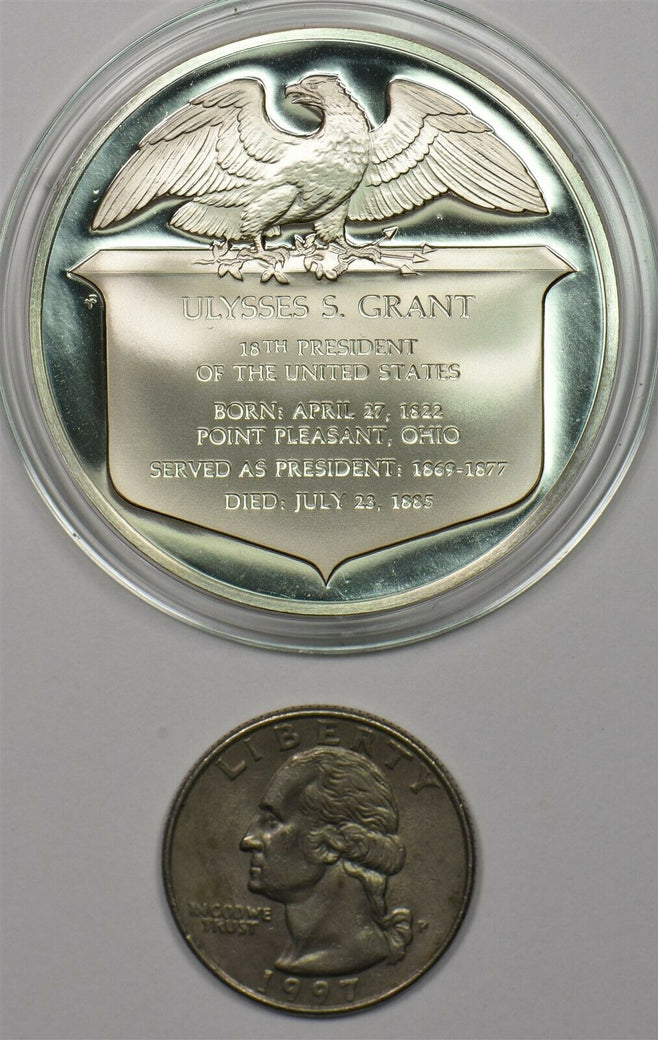 ULYSSES S. GRANT
18TH PRESIDENT
OF THE UNITED STATES
BORN: APRIL 27, 1822
POINT PLEASANT, OHIO
SERVED AS PRESIDENT: 1869-1877
DIED: JULY 23, 1885
LIBERTY
IN GOD WE
TRUST
P
1997